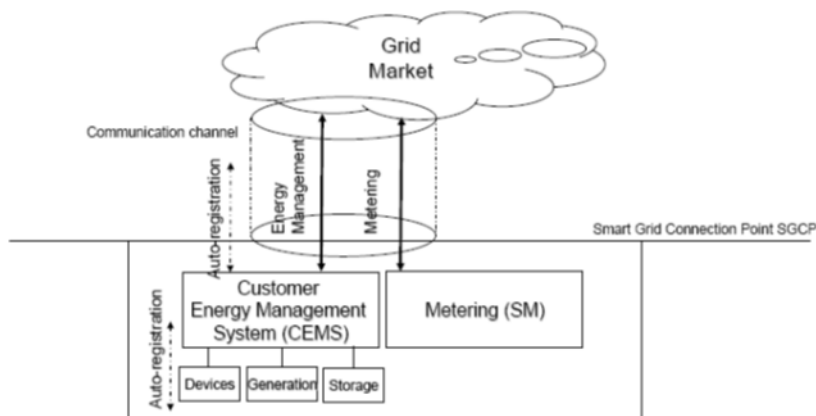 Grid
Market
Communication channel
Auto-registration
Energy
Management
Metering
Smart Grid Connection Point SGCP
Customer
Energy Management
System (CEMS)
Metering (SM)
Auto-registration
Devices
Generation
Storage